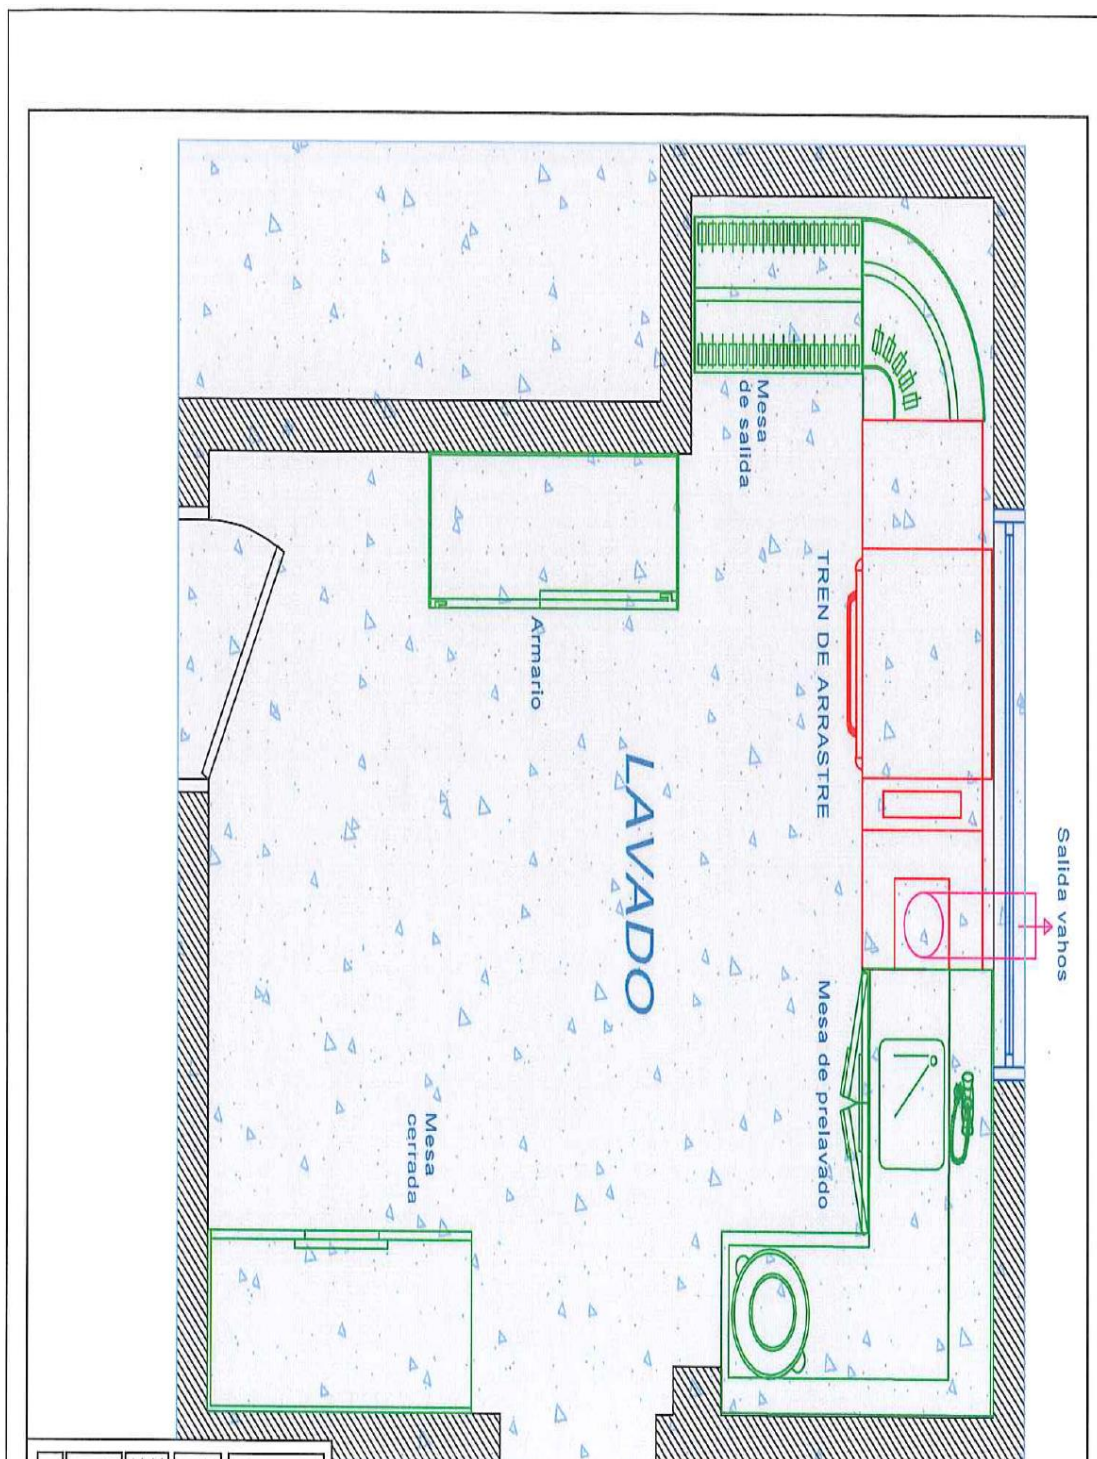 Salida vahos
Mesa
de salida
TREN DE ARRASTRE
Mesa de prelavado
Armario
LAVADO
Mesa
cerrada